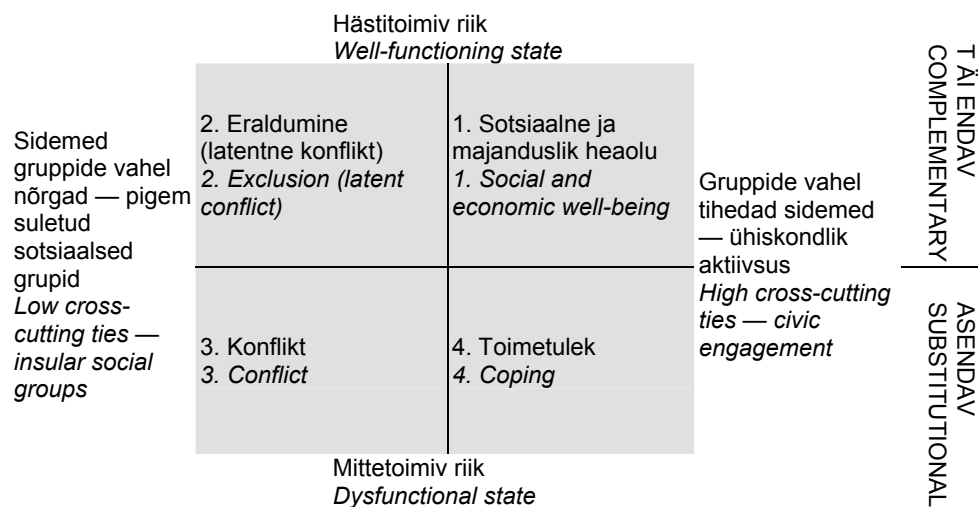 Hästitoimiv riik
Well-functioning state
Sidemed
gruppide vahel
nõrgad — pigem
suletud
sotsiaalsed
grupid
Low cross-
cutting ties —
insular social
groups
2. Eraldumine
(latentne konflikt)
2. Exclusion (latent
conflict)
1. Sotsiaalne ja
majanduslik heaolu
1. Social and
economic well-being
Gruppide vahel
tihedad sidemed
— ühiskondlik
aktiivsus
High cross-cutting
ties — civic
engagement
3. Konflikt
3. Conflict
4. Toimetulek
4. Coping
Mittetoimiv riik
Dysfunctional state
T ÄI ENDAV
COMPLEMENTARY
ASENDAV
SUBSTITUTIONAL